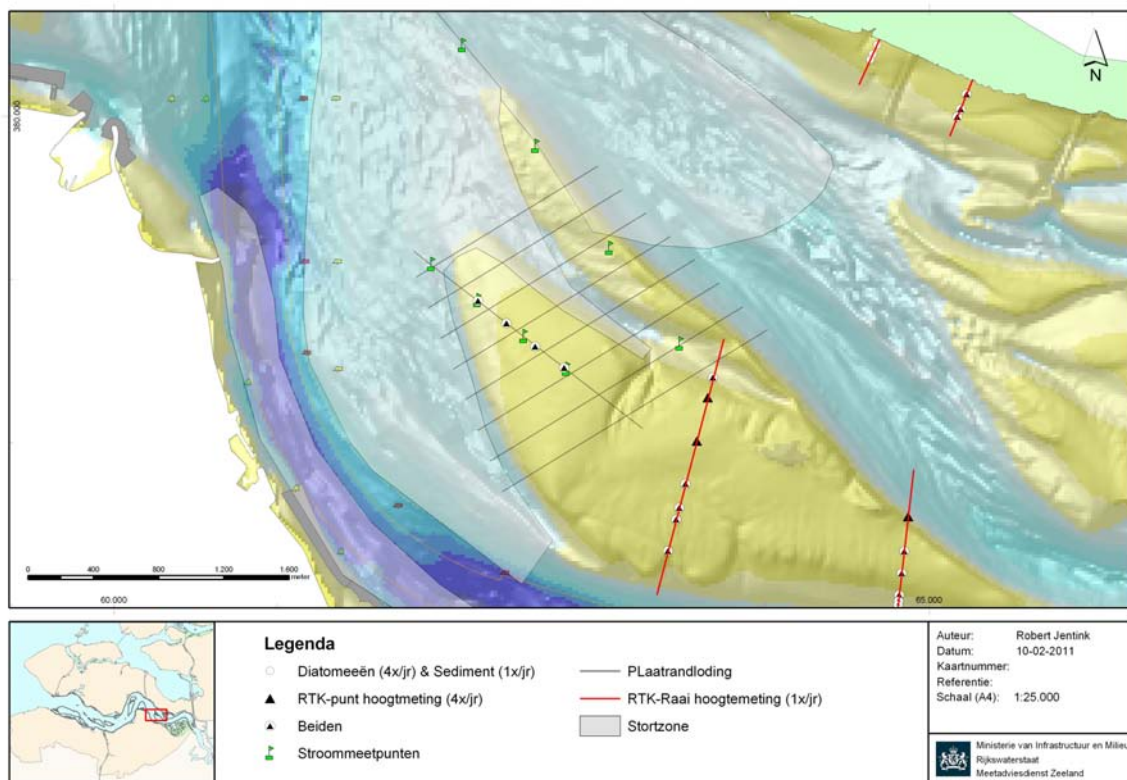 380.000
N
0 400 800 1.200 1.600
meter
60.000
65.000
Legenda
Diatomeeën (4x/jr) & Sediment (1x/jr)
RTK-punt hoogtmeting (4x/jr)
Beiden
Stroommeetpunten
PLaatrandloding
RTK-Raai hoogtemeting (1x/jr)
Stortzone
Auteur: Robert Jentink
Datum: 10-02-2011
Kaartnummer:
Referentie:
Schaal (A4): 1:25.000
Ministerie van Infrastructuur en Milieu
Rijkswaterstaat
Meetadviesdienst Zeeland